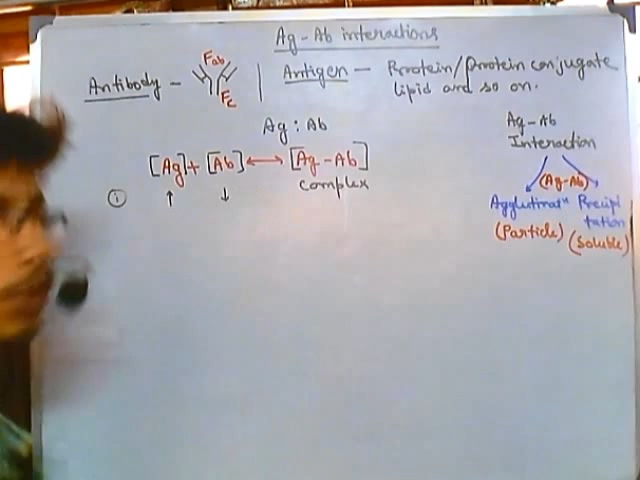 Ag-Ab interactions
Antibody -
Fab
Fc
Antigen - Protein/protein conjugate
lipid and so on.
Ag : Ab
[Ag] + [Ab] ↔ [Ag-Ab]
complex
① ↑ ↓
Ag-Ab
Interaction
(Ag-Ab)
Agglutinatⁿ Precipi
tation
(Particle) (Soluble)